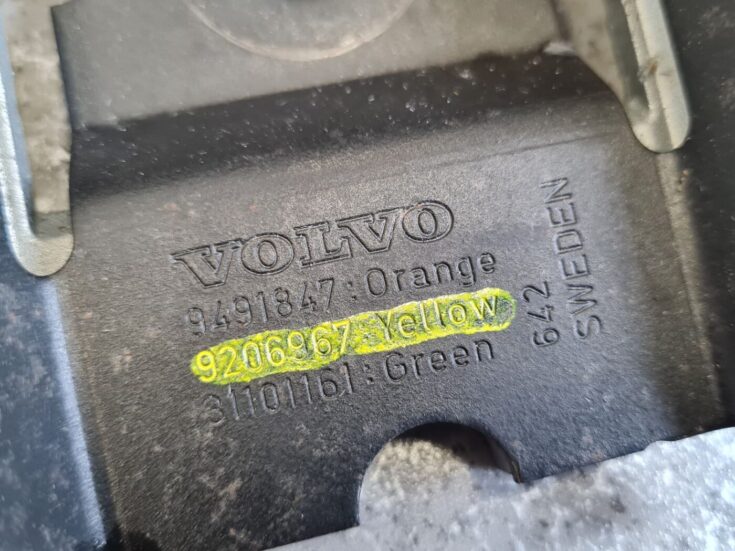 VOLVO
9491847:Orange
9206967:Yellow
31101161:Green
642
SWEDEN